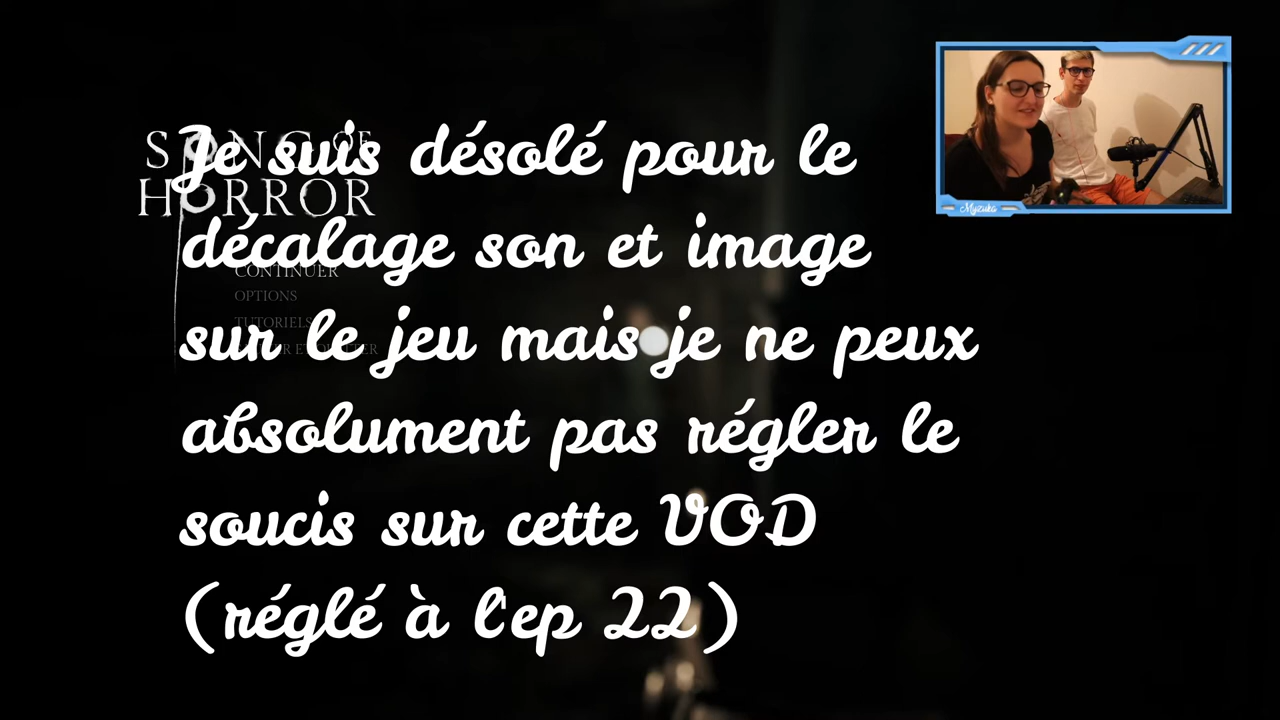 Je suis désolé pour le
décalage son et image
sur le jeu mais je ne peux
absolument pas régler le
soucis sur cette VOD
(réglé à l'ep 22)
SONG OF
HORROR
CONTINUER
OPTIONS
TUTORIELS
Myzuka